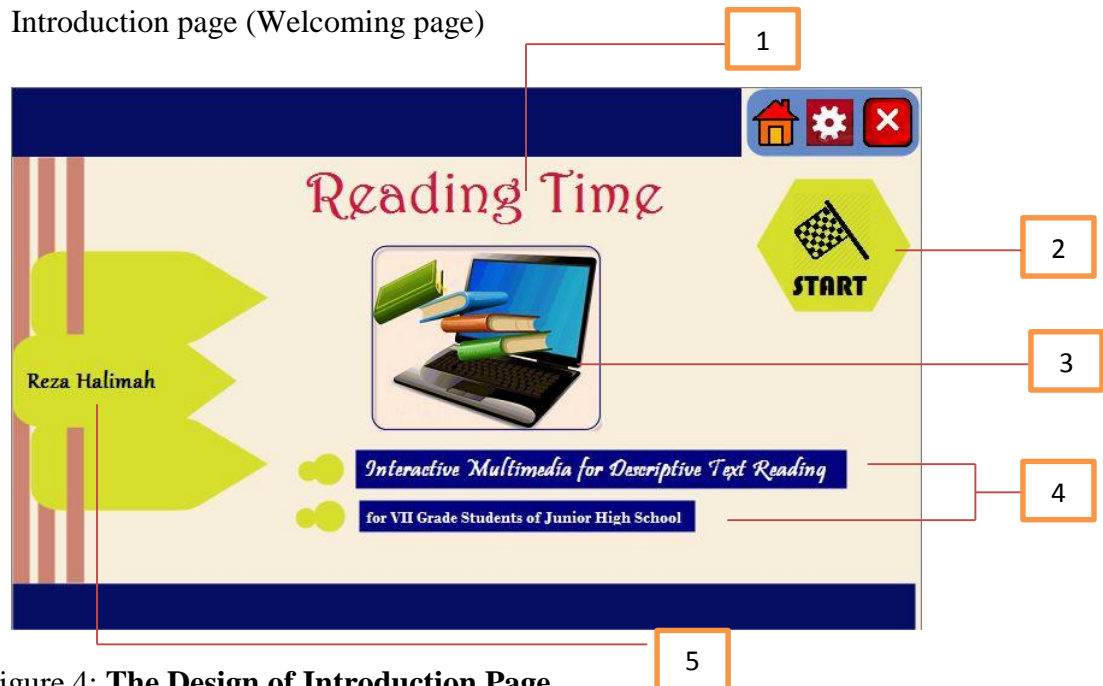 Introduction page (Welcoming page)
1
Reading Time
START
2
3
Reza Halimah
Interactive Multimedia for Descriptive Text Reading
for VII Grade Students of Junior High School
4
5
igure 4: The Design of Introduction Page